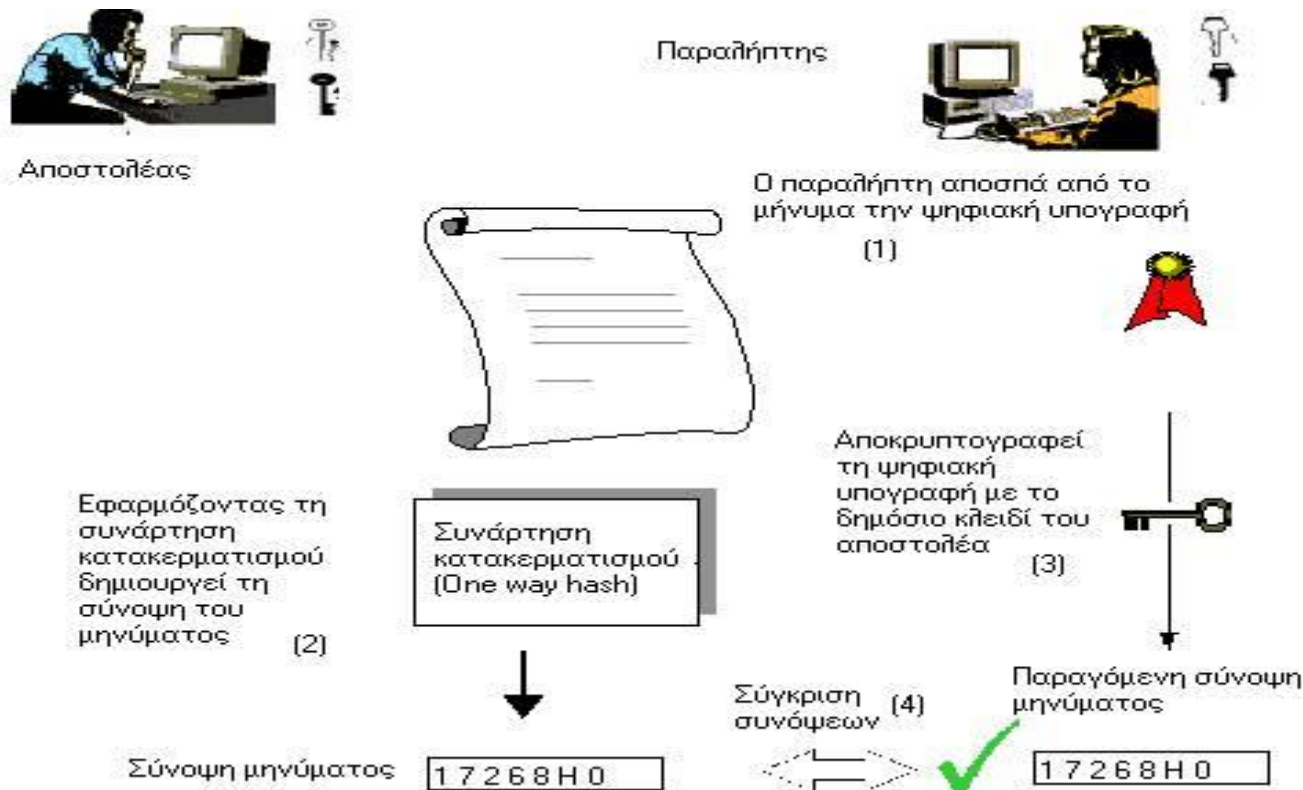 Παραλήπτης
Αποστολέας
Ο παραλήπτη αποσπά από το
μήνυμα την ψηφιακή υπογραφή
(1)
Αποκρυπτογραφεί
τη ψηφιακή
υπογραφή με το
δημόσιο κλειδί του
αποστολέα
(3)
Εφαρμόζοντας τη
συνάρτηση
κατακερματισμού
δημιουργεί τη
σύνοψη του
μηνύματος
(2)
Συνάρτηση
κατακερματισμού
(One way hash)
Παραγόμενη σύνοψη
μηνύματος
Σύγκριση
συνόψεων (4)
Σύνοψη μηνύματος
17268H0
17268H0